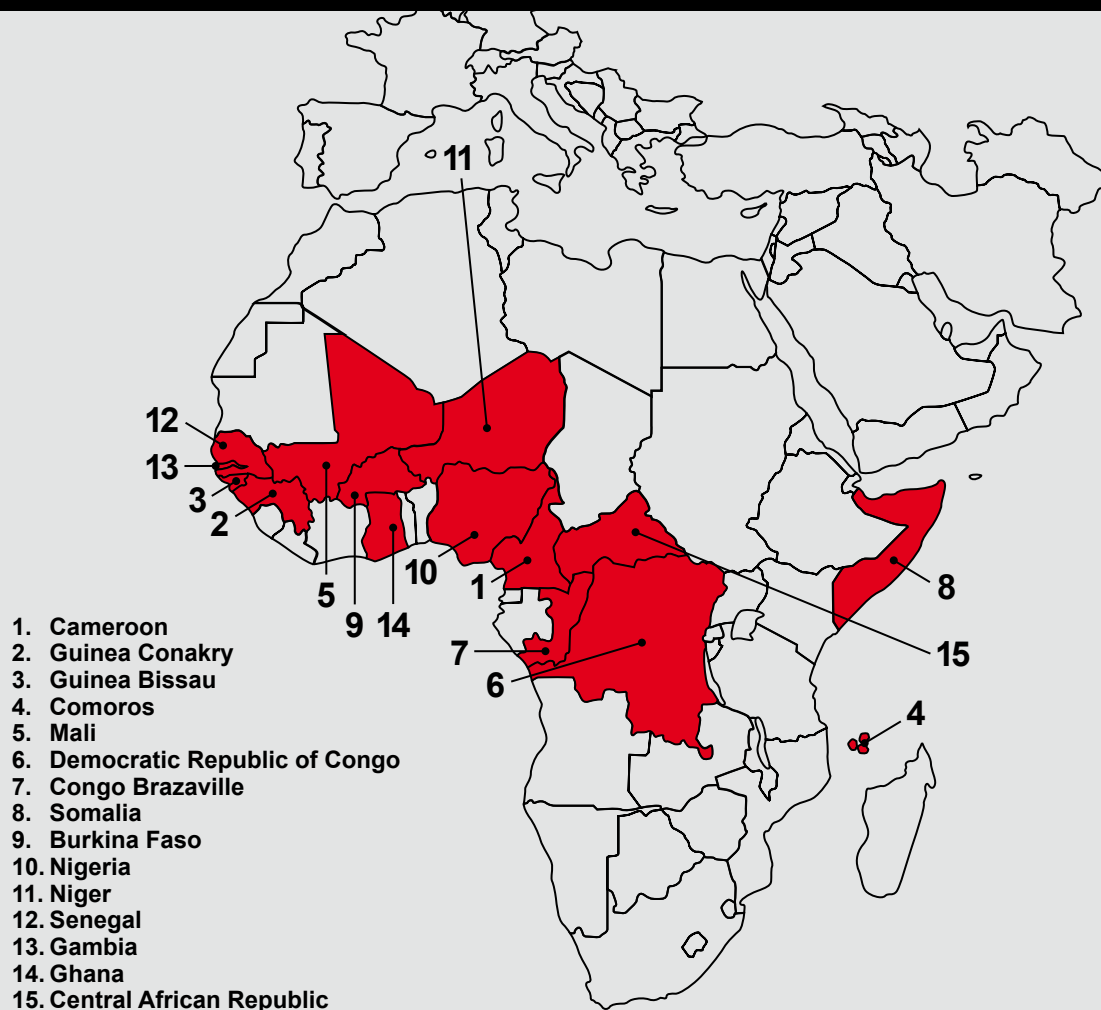 11
12
13
3
2
5
9
14
10
1
7
6
8
15
4
1. Cameroon
2. Guinea Conakry
3. Guinea Bissau
4. Comoros
5. Mali
6. Democratic Republic of Congo
7. Congo Brazaville
8. Somalia
9. Burkina Faso
10. Nigeria
11. Niger
12. Senegal
13. Gambia
14. Ghana
15. Central African Republic